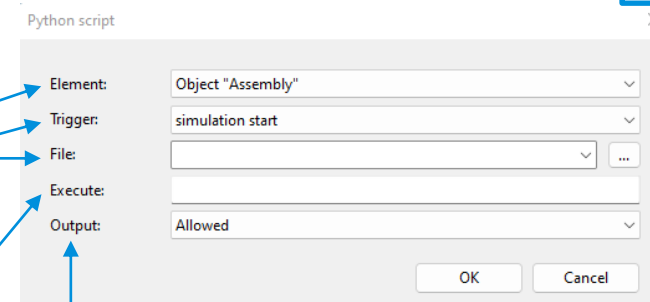 Python script
Element:
Object "Assembly"
Trigger:
simulation start
File:
...
Execute:
Output:
Allowed
OK
Cancel